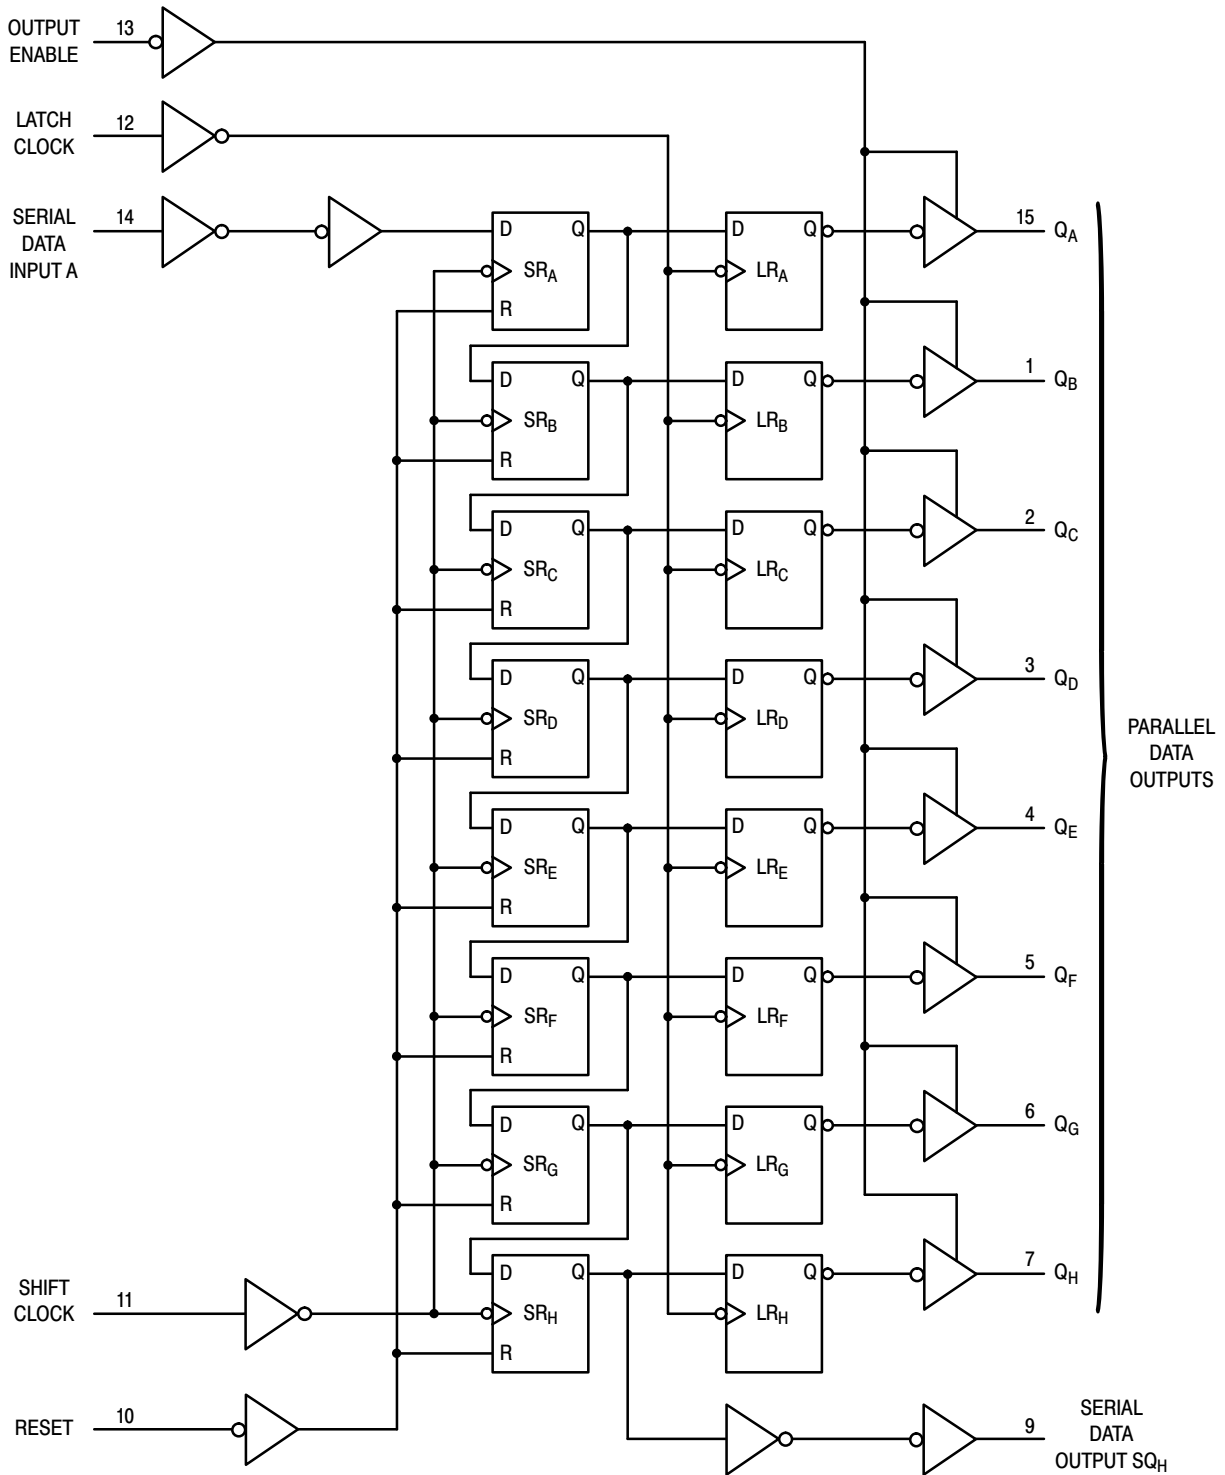 OUTPUT
ENABLE
13
LATCH
CLOCK
12
SERIAL
DATA
INPUT A
14
D Q
SRA
R
D Q
LRA
15 QA
D Q
SRB
R
D Q
LRB
1 QB
D Q
SRC
R
D Q
LRC
2 QC
D Q
SRD
R
D Q
LRD
3 QD
PARALLEL
DATA
OUTPUTS
D Q
SRE
R
D Q
LRE
4 QE
D Q
SRF
R
D Q
LRF
5 QF
D Q
SRG
R
D Q
LRG
6 QG
D Q
SRH
R
D Q
LRH
7 QH
SHIFT
CLOCK
11
RESET
10
9
SERIAL
DATA
OUTPUT SQH